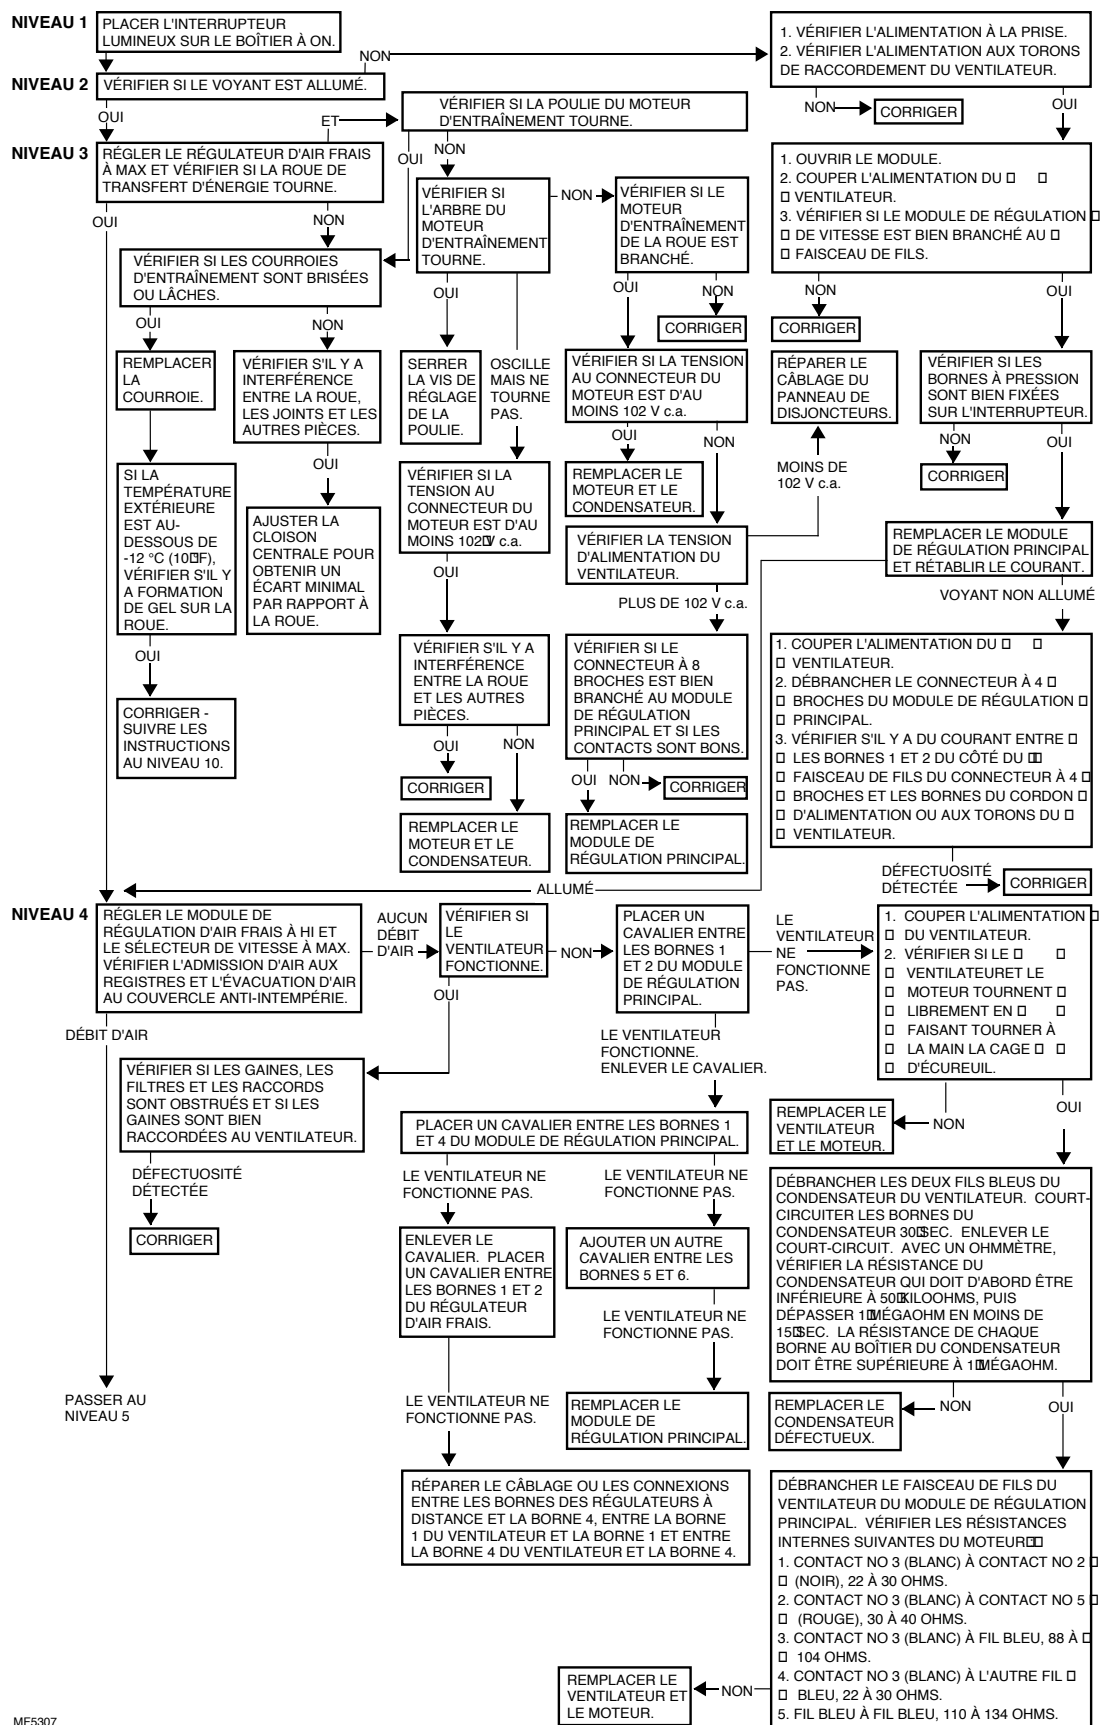 NIVEAU 1
PLACER L'INTERRUPTEUR
LUMINEUX SUR LE BOÎTIER À ON.
NON
1. VÉRIFIER L'ALIMENTATION À LA PRISE.
2. VÉRIFIER L'ALIMENTATION AUX TORONS
DE RACCORDEMENT DU VENTILATEUR.
NON
CORRIGER
OUI
NIVEAU 2
VÉRIFIER SI LE VOYANT EST ALLUMÉ.
OUI
ET
VÉRIFIER SI LA POULIE DU MOTEUR
D'ENTRAÎNEMENT TOURNE.
OUI
NON
NIVEAU 3
RÉGLER LE RÉGULATEUR D'AIR FRAIS
À MAX ET VÉRIFIER SI LA ROUE DE
TRANSFERT D'ÉNERGIE TOURNE.
OUI
NON
VÉRIFIER SI
L'ARBRE DU
MOTEUR
D'ENTRAÎNEMENT
TOURNE.
NON
VÉRIFIER SI LE
MOTEUR
D'ENTRAÎNEMENT
DE LA ROUE EST
BRANCHÉ.
1. OUVRIR LE MODULE.
2. COUPER L'ALIMENTATION DU
VENTILATEUR.
3. VÉRIFIER SI LE MODULE DE RÉGULATION
DE VITESSE EST BIEN BRANCHÉ AU
FAISCEAU DE FILS.
VÉRIFIER SI LES COURROIES
D'ENTRAÎNEMENT SONT BRISÉES
OU LÂCHES.
OUI
NON
OUI
OSCILLE
MAIS NE
TOURNE
PAS.
OUI
NON
CORRIGER
NON
CORRIGER
OUI
REMPLACER
LA
COURROIE.
VÉRIFIER S'IL Y A
INTERFÉRENCE
ENTRE LA ROUE,
LES JOINTS ET LES
AUTRES PIÈCES.
SERRER
LA VIS DE
RÉGLAGE
DE LA
POULIE.
VÉRIFIER SI LA TENSION
AU CONNECTEUR DU
MOTEUR EST D'AU
MOINS 102 V c.a.
RÉPARER LE
CÂBLAGE DU
PANNEAU DE
DISJONCTEURS.
VÉRIFIER SI LES
BORNES À PRESSION
SONT BIEN FIXÉES
SUR L'INTERRUPTEUR.
OUI
OUI
NON
MOINS DE
102 V c.a.
NON
CORRIGER
OUI
SI LA
TEMPÉRATURE
EXTÉRIEURE
EST AU-
DESSOUS DE
-12 °C (10 F),
VÉRIFIER S'IL Y
A FORMATION
DE GEL SUR LA
ROUE.
AJUSTER LA
CLOISON
CENTRALE POUR
OBTENIR UN
ÉCART MINIMAL
PAR RAPPORT À
LA ROUE.
VÉRIFIER SI LA
TENSION AU
CONNECTEUR DU
MOTEUR EST D'AU
MOINS 102 V c.a.
REMPLACER LE
MOTEUR ET LE
CONDENSATEUR.
VÉRIFIER LA TENSION
D'ALIMENTATION DU
VENTILATEUR.
REMPLACER LE MODULE
DE RÉGULATION PRINCIPAL
ET RÉTABLIR LE COURANT.
OUI
OUI
PLUS DE 102 V c.a.
VOYANT NON ALLUMÉ
CORRIGER -
SUIVRE LES
INSTRUCTIONS
AU NIVEAU 10.
VÉRIFIER S'IL Y A
INTERFÉRENCE
ENTRE LA ROUE
ET LES AUTRES
PIÈCES.
VÉRIFIER SI LE
CONNECTEUR À 8
BROCHES EST BIEN
BRANCHÉ AU MODULE
DE RÉGULATION
PRINCIPAL ET SI LES
CONTACTS SONT BONS.
1. COUPER L'ALIMENTATION DU
VENTILATEUR.
2. DÉBRANCHER LE CONNECTEUR À 4
BROCHES DU MODULE DE RÉGULATION
PRINCIPAL.
3. VÉRIFIER S'IL Y A DU COURANT ENTRE
LES BORNES 1 ET 2 DU CÔTÉ DU
FAISCEAU DE FILS DU CONNECTEUR À 4
BROCHES ET LES BORNES DU CORDON
D'ALIMENTATION OU AUX TORONS DU
VENTILATEUR.
OUI
CORRIGER
NON
OUI
NON
CORRIGER
REMPLACER LE
MOTEUR ET LE
CONDENSATEUR.
REMPLACER LE
MODULE DE
RÉGULATION PRINCIPAL.
DÉFECTUOSITÉ
DÉTECTÉE
CORRIGER
ALLUMÉ
NIVEAU 4
RÉGLER LE MODULE DE
RÉGULATION D'AIR FRAIS À HI ET
LE SÉLECTEUR DE VITESSE À MAX.
VÉRIFIER L'ADMISSION D'AIR AUX
REGISTRES ET L'ÉVACUATION D'AIR
AU COUVERCLE ANTI-INTEMPÉRIE.
AUCUN
DÉBIT
D'AIR
VÉRIFIER SI
LE
VENTILATEUR
FONCTIONNE.
NON
PLACER UN
CAVALIER ENTRE
LES BORNES 1
ET 2 DU MODULE
DE RÉGULATION
PRINCIPAL.
LE
VENTILATEUR
NE
FONCTIONNE
PAS.
1. COUPER L'ALIMENTATION
DU VENTILATEUR.
2. VÉRIFIER SI LE
VENTILATEURET LE
MOTEUR TOURNENT
LIBREMENT EN
FAISANT TOURNER À
LA MAIN LA CAGE
D'ÉCUREUIL.
DÉBIT D'AIR
OUI
LE VENTILATEUR
FONCTIONNE.
ENLEVER LE CAVALIER.
VÉRIFIER SI LES GAINES, LES
FILTRES ET LES RACCORDS
SONT OBSTRUÉS ET SI LES
GAINES SONT BIEN
RACCORDÉES AU VENTILATEUR.
DÉFECTUOSITÉ
DÉTECTÉE
CORRIGER
PLACER UN CAVALIER ENTRE LES BORNES 1
ET 4 DU MODULE DE RÉGULATION PRINCIPAL.
REMPLACER LE
VENTILATEUR
ET LE MOTEUR.
NON
OUI
LE VENTILATEUR NE
FONCTIONNE PAS.
LE VENTILATEUR NE
FONCTIONNE PAS.
ENLEVER LE
CAVALIER. PLACER
UN CAVALIER ENTRE
LES BORNES 1 ET 2
DU RÉGULATEUR
D'AIR FRAIS.
AJOUTER UN AUTRE
CAVALIER ENTRE LES
BORNES 5 ET 6.
DÉBRANCHER LES DEUX FILS BLEUS DU
CONDENSATEUR DU VENTILATEUR. COURT-
CIRCUITER LES BORNES DU
CONDENSATEUR 30 SEC. ENLEVER LE
COURT-CIRCUIT. AVEC UN OHMMÈTRE,
VÉRIFIER LA RÉSISTANCE DU
CONDENSATEUR QUI DOIT D'ABORD ÊTRE
INFÉRIEURE À 50 KILOOHMS, PUIS
DÉPASSER 1 MÉGAOHM EN MOINS DE
15 SEC. LA RÉSISTANCE DE CHAQUE
BORNE AU BOÎTIER DU CONDENSATEUR
DOIT ÊTRE SUPÉRIEURE À 1 MÉGAOHM.
LE VENTILATEUR NE
FONCTIONNE PAS.
PASSER AU
NIVEAU 5
LE VENTILATEUR NE
FONCTIONNE PAS.
REMPLACER LE
MODULE DE
RÉGULATION PRINCIPAL.
REMPLACER LE
CONDENSATEUR
DÉFECTUEUX.
NON
OUI
RÉPARER LE CÂBLAGE OU LES CONNEXIONS
ENTRE LES BORNES DES RÉGULATEURS À
DISTANCE ET LA BORNE 4, ENTRE LA BORNE
1 DU VENTILATEUR ET LA BORNE 1 ET ENTRE
LA BORNE 4 DU VENTILATEUR ET LA BORNE 4.
DÉBRANCHER LE FAISCEAU DE FILS DU
VENTILATEUR DU MODULE DE RÉGULATION
PRINCIPAL. VÉRIFIER LES RÉSISTANCES
INTERNES SUIVANTES DU MOTEUR
1. CONTACT NO 3 (BLANC) À CONTACT NO 2
(NOIR), 22 À 30 OHMS.
2. CONTACT NO 3 (BLANC) À CONTACT NO 5
(ROUGE), 30 À 40 OHMS.
3. CONTACT NO 3 (BLANC) À FIL BLEU, 88 À
104 OHMS.
4. CONTACT NO 3 (BLANC) À L'AUTRE FIL
BLEU, 22 À 30 OHMS.
5. FIL BLEU À FIL BLEU, 110 À 134 OHMS.
REMPLACER LE
VENTILATEUR ET
LE MOTEUR.
NON
MF5307